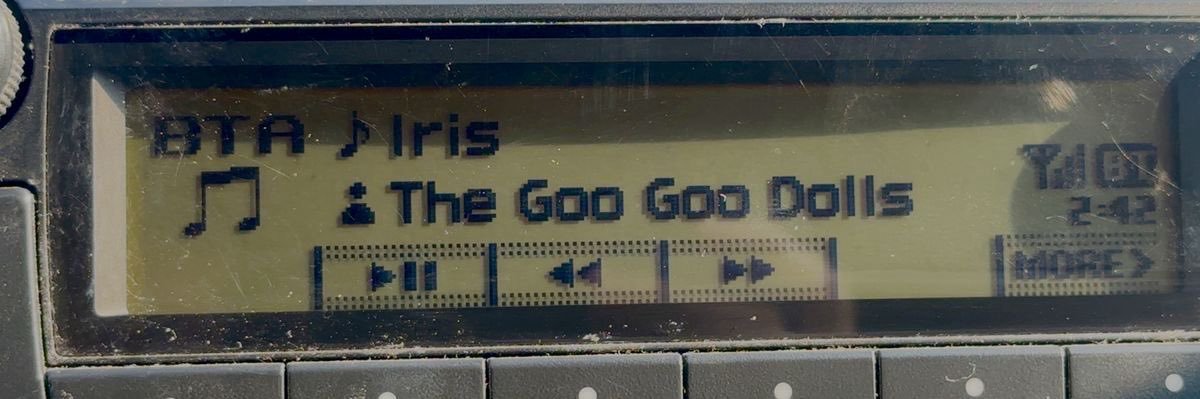 BTA
Iris
The Goo Goo Dolls
2:42
MORE>